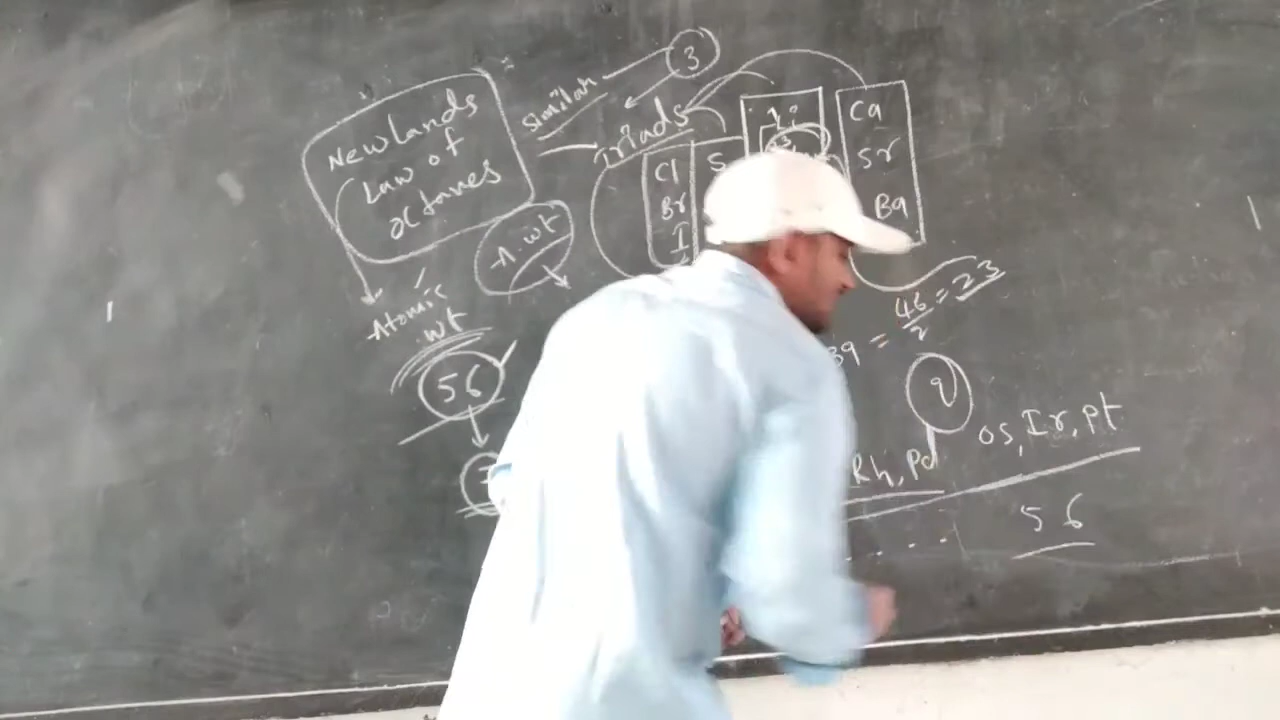 Newlands
Law of
octaves
similar
3
Triads
Cl
Br
I
S
Li
23
Ca
Sr
Ba
A.wt
Atomic
wt
56
39 = 46/2 = 23
Rh, Pd
Os, Ir, Pt
56